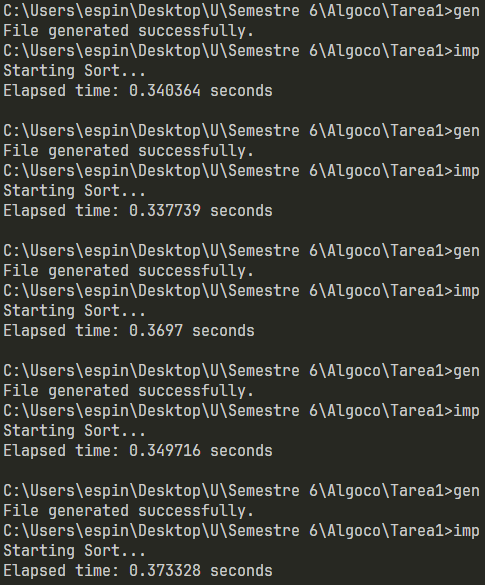 C:\Users\espin\Desktop\U\Semestre 6\Algoco\Tarea1>gen
File generated successfully.
C:\Users\espin\Desktop\U\Semestre 6\Algoco\Tarea1>imp
Starting Sort...
Elapsed time: 0.340364 seconds
C:\Users\espin\Desktop\U\Semestre 6\Algoco\Tarea1>gen
File generated successfully.
C:\Users\espin\Desktop\U\Semestre 6\Algoco\Tarea1>imp
Starting Sort...
Elapsed time: 0.337739 seconds
C:\Users\espin\Desktop\U\Semestre 6\Algoco\Tarea1>gen
File generated successfully.
C:\Users\espin\Desktop\U\Semestre 6\Algoco\Tarea1>imp
Starting Sort...
Elapsed time: 0.3697 seconds
C:\Users\espin\Desktop\U\Semestre 6\Algoco\Tarea1>gen
File generated successfully.
C:\Users\espin\Desktop\U\Semestre 6\Algoco\Tarea1>imp
Starting Sort...
Elapsed time: 0.349716 seconds
C:\Users\espin\Desktop\U\Semestre 6\Algoco\Tarea1>gen
File generated successfully.
C:\Users\espin\Desktop\U\Semestre 6\Algoco\Tarea1>imp
Starting Sort...
Elapsed time: 0.373328 seconds